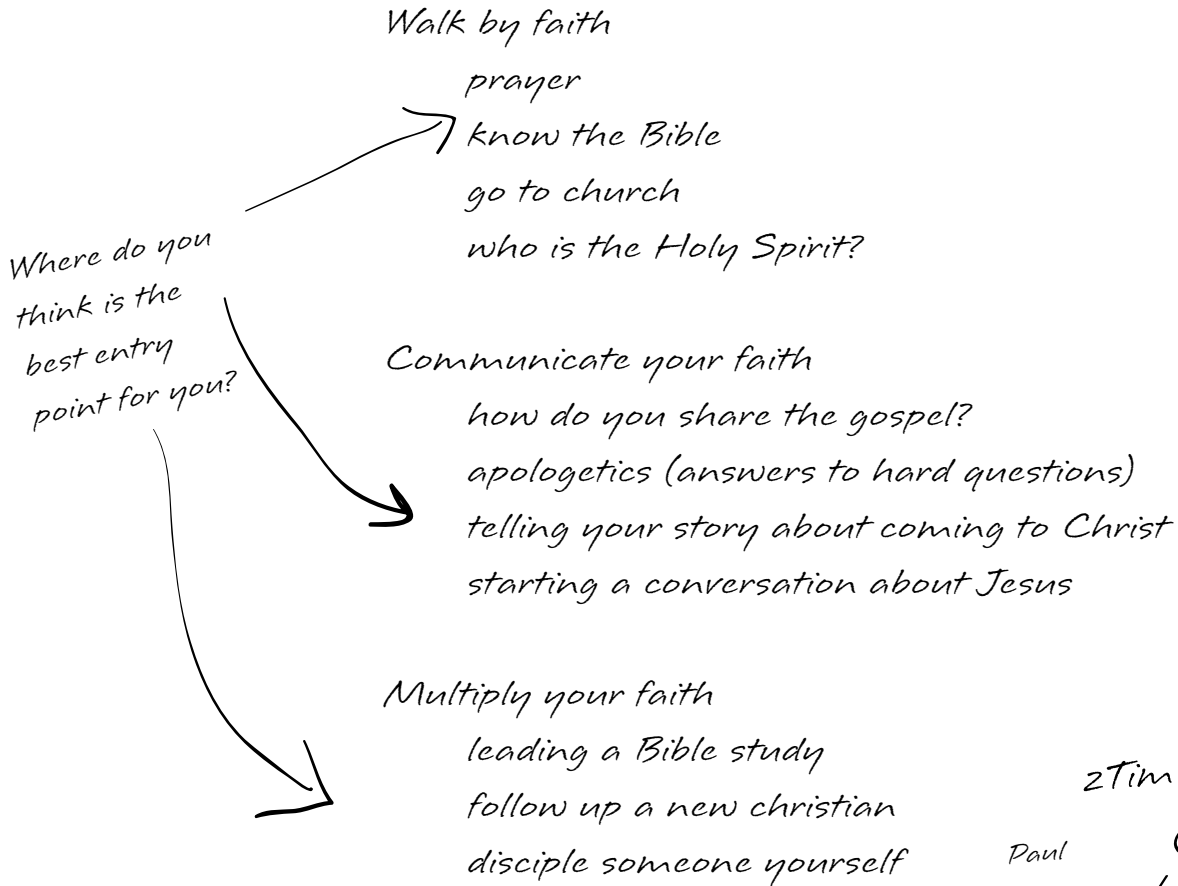 Walk by faith
prayer
know the Bible
go to church
who is the Holy Spirit?
Where do you
think is the
best entry
point for you?
Communicate your faith
how do you share the gospel?
apologetics (answers to hard questions)
telling your story about coming to Christ
starting a conversation about Jesus
Multiply your faith
leading a Bible study
follow up a new christian
disciple someone yourself
2Tim
Paul